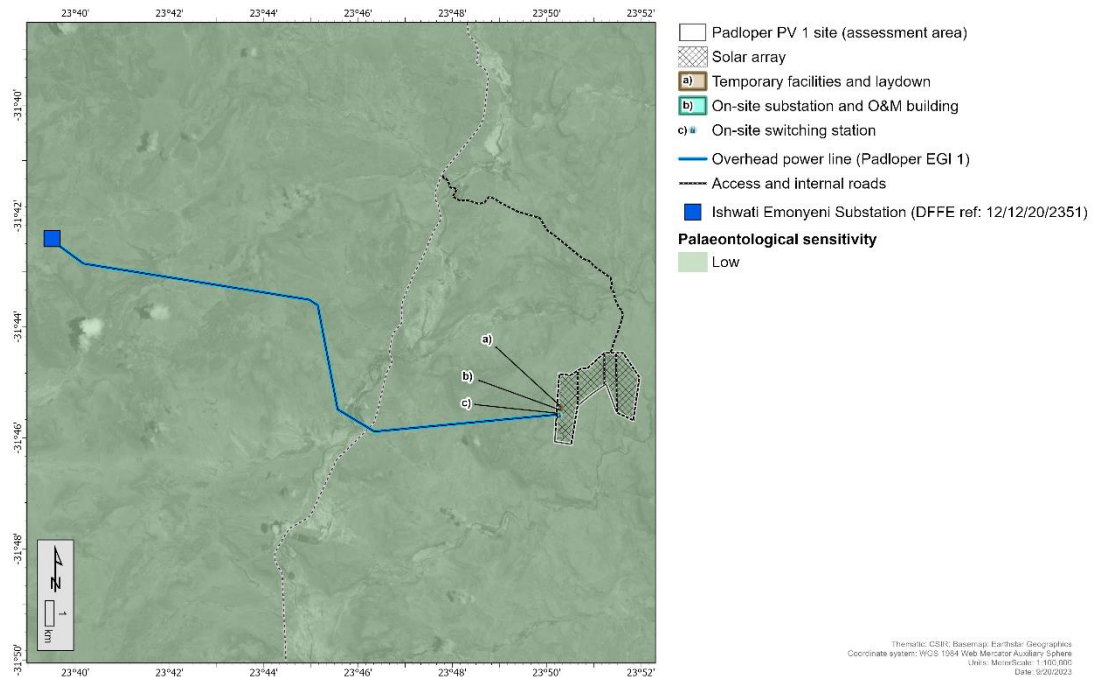 23°40' 23°42' 23°44' 23°46' 23°48' 23°50' 23°52'
-31°40'
-31°42'
-31°44'
-31°46'
-31°48'
-31°50'
a)
b)
c)
N
1
km
23°40' 23°42' 23°44' 23°46' 23°48' 23°50' 23°52'
Padloper PV 1 site (assessment area)
Solar array
a) Temporary facilities and laydown
b) On-site substation and O&M building
c) On-site switching station
Overhead power line (Padloper EGI 1)
Access and internal roads
Ishwati Emonyeni Substation (DFFE ref: 12/12/20/2351)
Palaeontological sensitivity
Low
Thematic: CSIR; Basemap: Earthstar Geographics
Coordinate system: WGS 1984 Web Mercator Auxiliary Sphere
Units: MeterScale: 1:100,000
Date: 9/20/2023